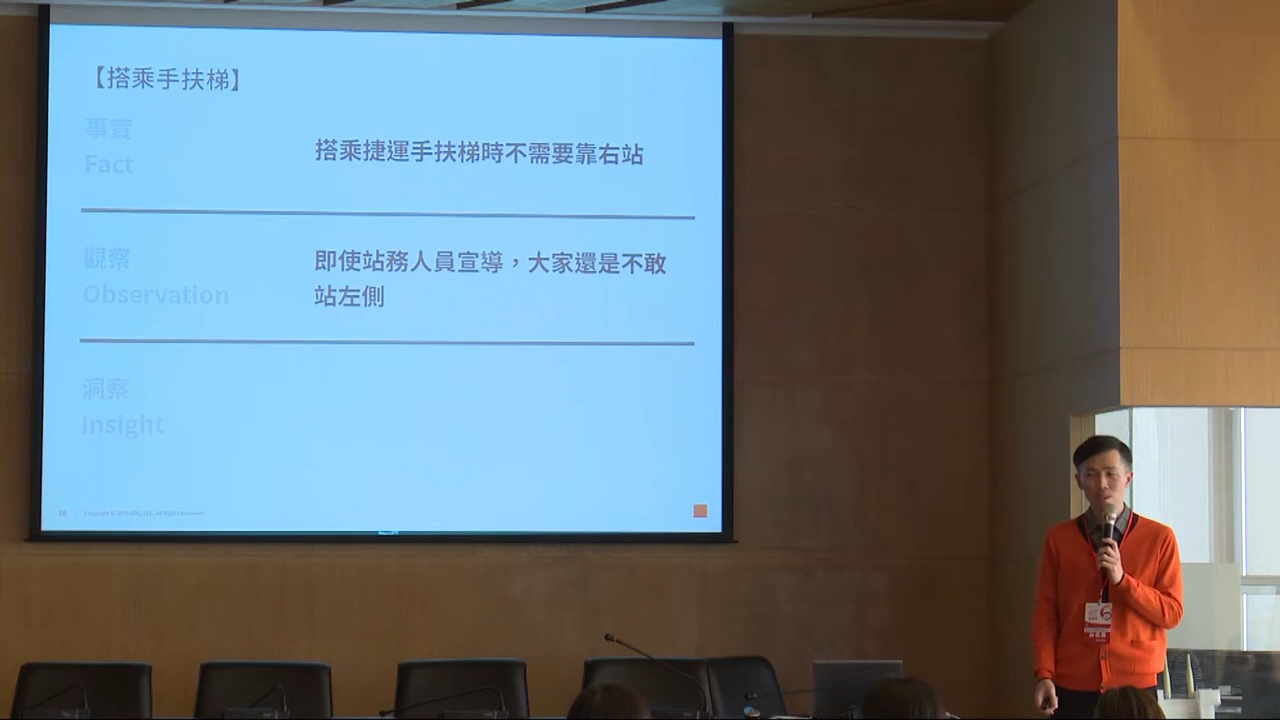 【搭乘手扶梯】
事實
Fact
搭乘捷運手扶梯時不需要靠右站
觀察
Observation
即使站務人員宣導，大家還是不敢
站左側
洞察
Insight